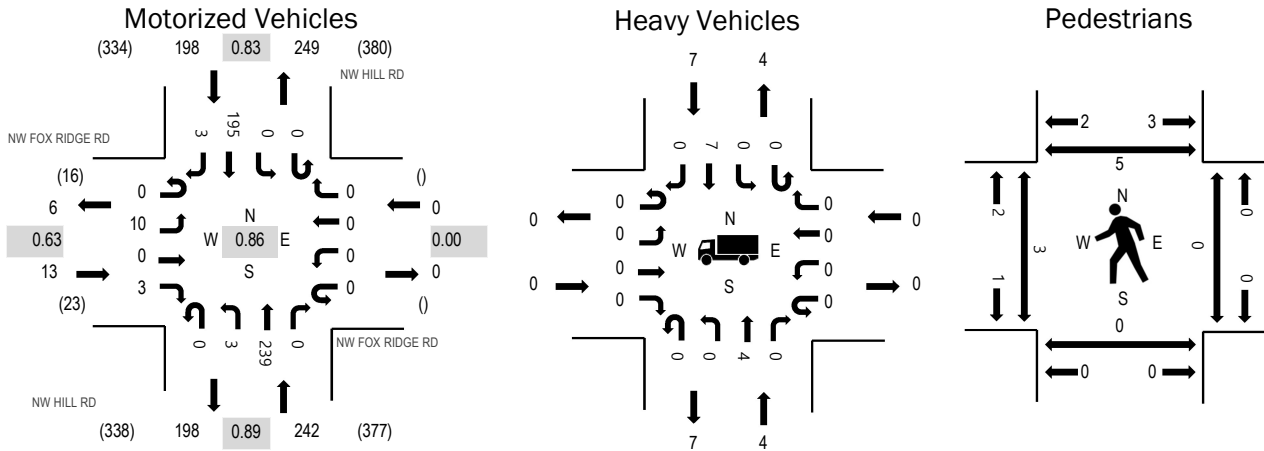 Motorized Vehicles
(334) 198 0.83 249 (380)
NW HILL RD
3 195 0 0
NW FOX RIDGE RD
(16)
6
0.63
13
(23)
0
10
0
3
N
W 0.86 E
S
0
0
0
0
()
0
0.00
0
()
0 3 239 0
NW FOX RIDGE RD
NW HILL RD
(338) 198 0.89 242 (377)
Heavy Vehicles
7 4
0 7 0 0
0
0
0
0
0
0
N
W E
S
0
0
0
0
0
0
0 0 4 0
7 4
Pedestrians
2 3
5
2
1
3
N
W E
S
0
0
0
0
0 0